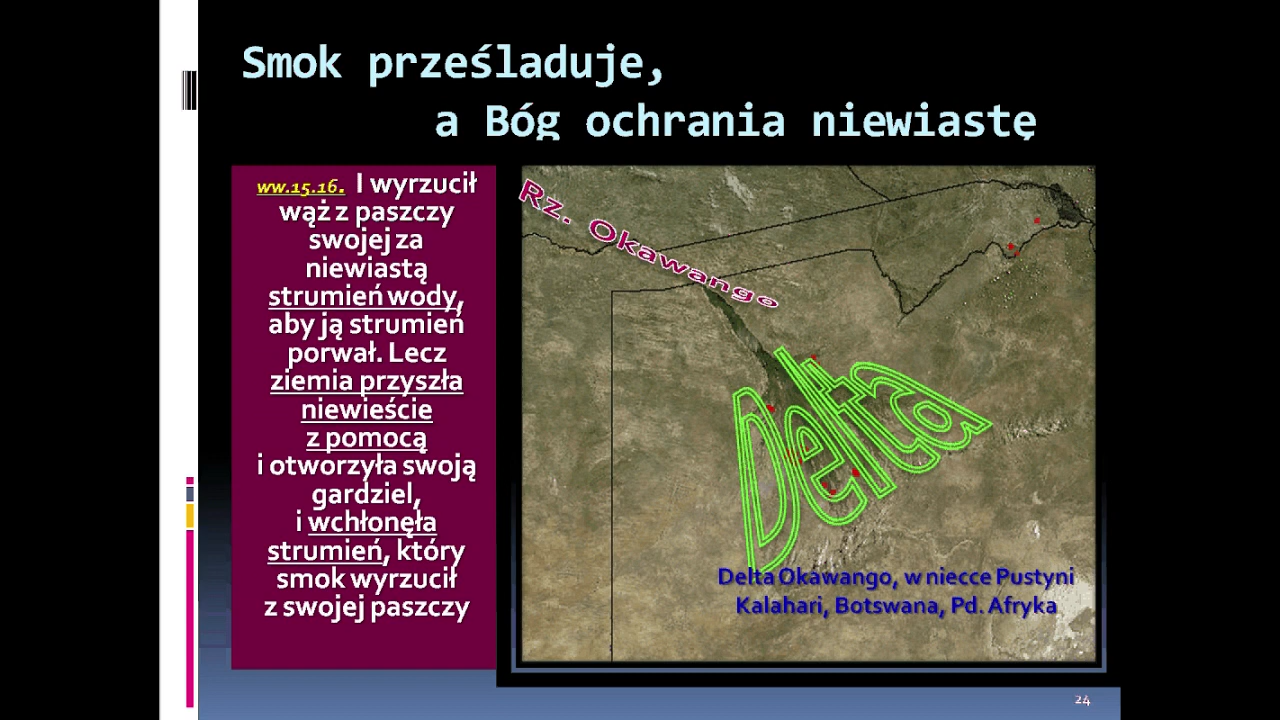 Smok prześladuje,
a Bóg ochrania niewiastę
ww.15.16. I wyrzucił
wąż z paszczy
swojej za
niewiastą
strumień wody,
aby ją strumień
porwał. Lecz
ziemia przyszła
niewieście
z pomocą
i otworzyła swoją
gardziel,
i wchłonęła
strumień, który
smok wyrzucił
z swojej paszczy
Rz. Okawango
Delta
Delta Okawango, w niecce Pustyni
Kalahari, Botswana, Pd. Afryka
24